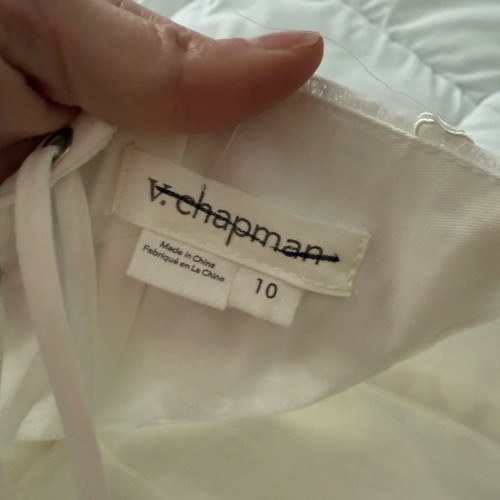 v. chapman
Made in China
Fabriqué en La Chine
10